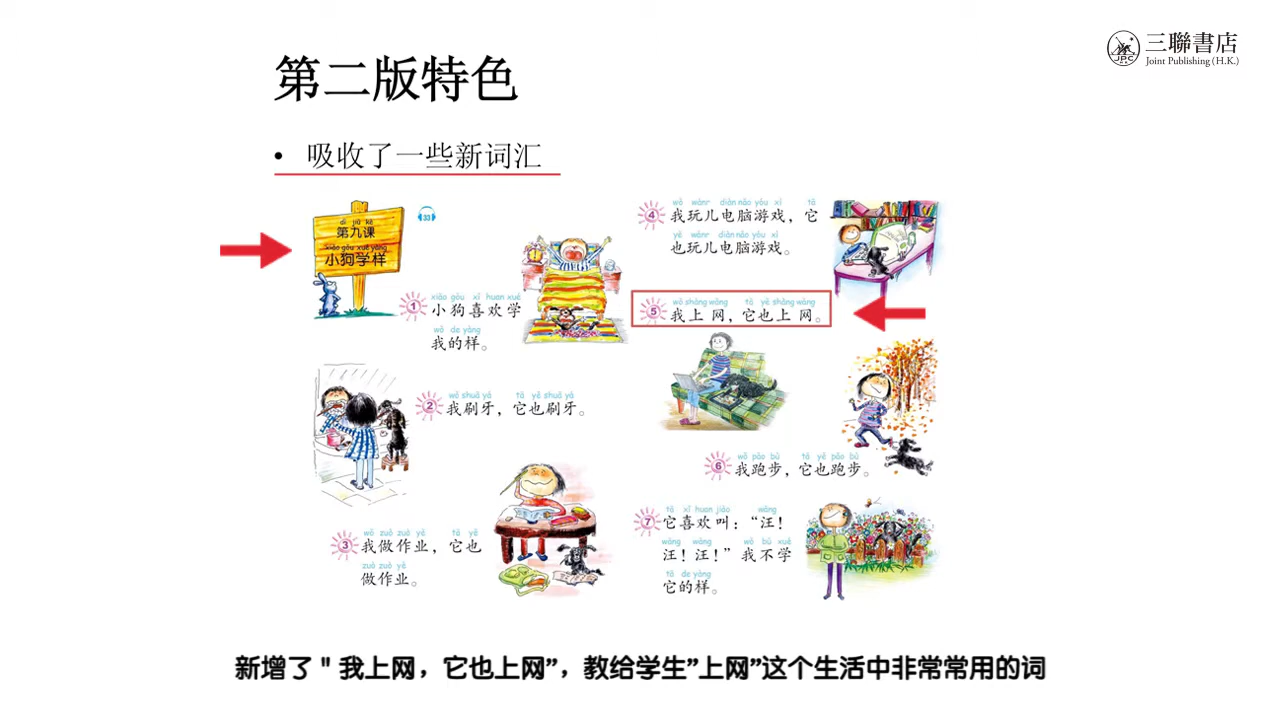 三聯書店
Joint Publishing (H.K.)
JPC
第二版特色
• 吸收了一些新词汇
dì jiǔ kè
第九课
xiǎo gǒu xué yàng
小狗学样
33
xiǎo gǒu xǐ huan xué
1 小狗喜欢学
wǒ de yàng
我的样。
wǒ shuā yá tā yě shuā yá
2 我刷牙，它也刷牙。
wǒ zuò zuò yè tā yě
3 我做作业，它也
zuò zuò yè
做作业。
wǒ wánr diàn nǎo yóu xì tā
4 我玩儿电脑游戏，它
yě wánr diàn nǎo yóu xì
也玩儿电脑游戏。
wǒ shàng wǎng tā yě shàng wǎng
5 我上网，它也上网。
wǒ pǎo bù tā yě pǎo bù
6 我跑步，它也跑步。
tā xǐ huan jiào wāng
7 它喜欢叫：“汪！
wāng wāng wǒ bù xué
汪！汪！”我不学
tā de yàng
它的样。
新增了＂我上网，它也上网”，教给学生”上网”这个生活中非常常用的词